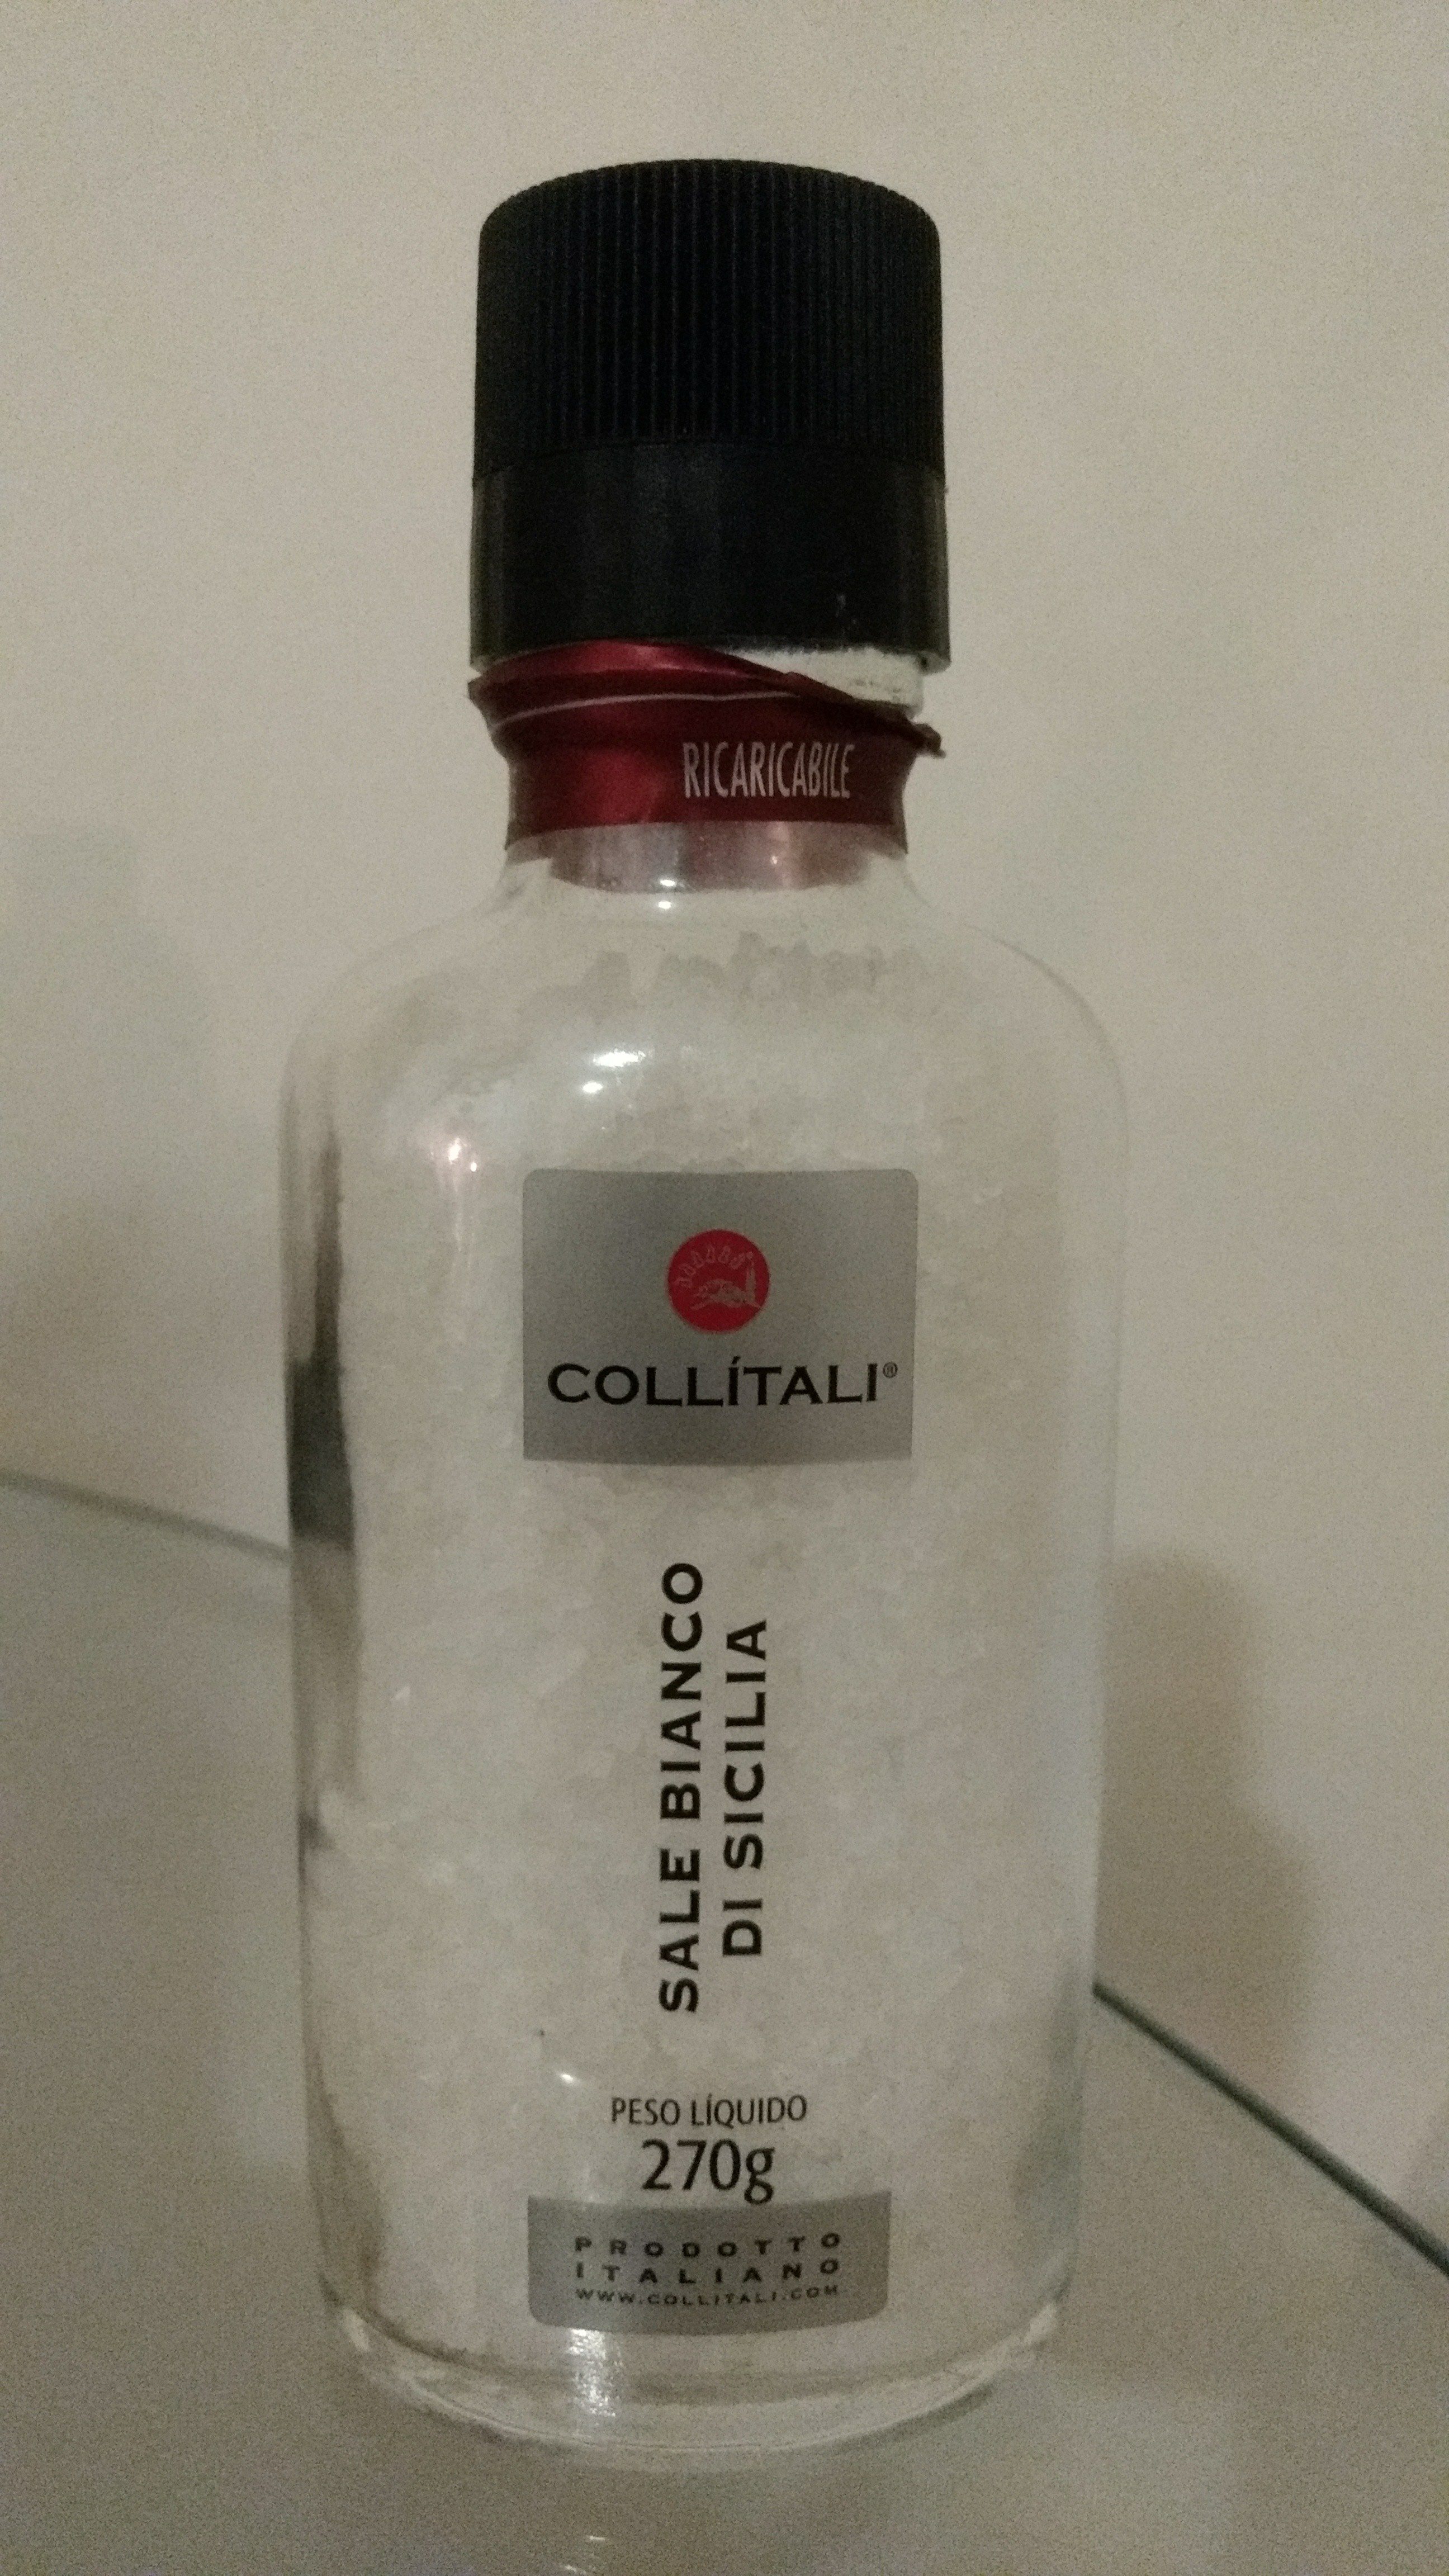 RICARICABILE
COLLÍTALI®
SALE BIANCO
DI SICILIA
PESO LÍQUIDO
270g
PRODOTTO
ITALIANO
WWW.COLLITALI.COM